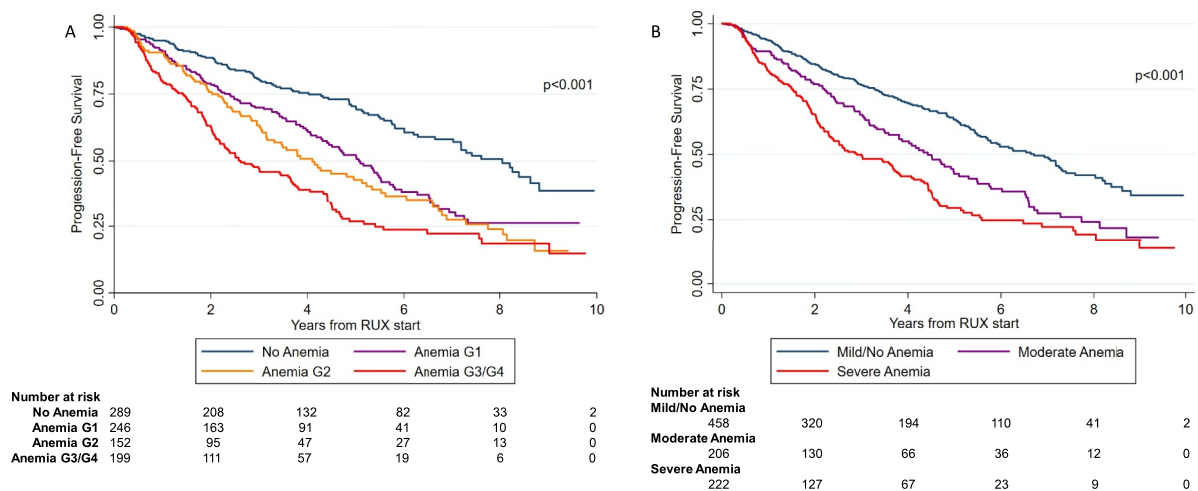 A
1.00
0.75
0.50
0.25
0.00
Progression-Free Survival
p<0.001
0 2 4 6 8 10
Years from RUX start
No Anemia Anemia G1
Anemia G2 Anemia G3/G4
Number at risk
No Anemia 289 208 132 82 33 2
Anemia G1 246 163 91 41 10 0
Anemia G2 152 95 47 27 13 0
Anemia G3/G4 199 111 57 19 6 0
B
1.00
0.75
0.50
0.25
0.00
Progression-Free Survival
p<0.001
0 2 4 6 8 10
Years from RUX start
Mild/No Anemia Moderate Anemia
Severe Anemia
Number at risk
Mild/No Anemia
458 320 194 110 41 2
Moderate Anemia
206 130 66 36 12 0
Severe Anemia
222 127 67 23 9 0